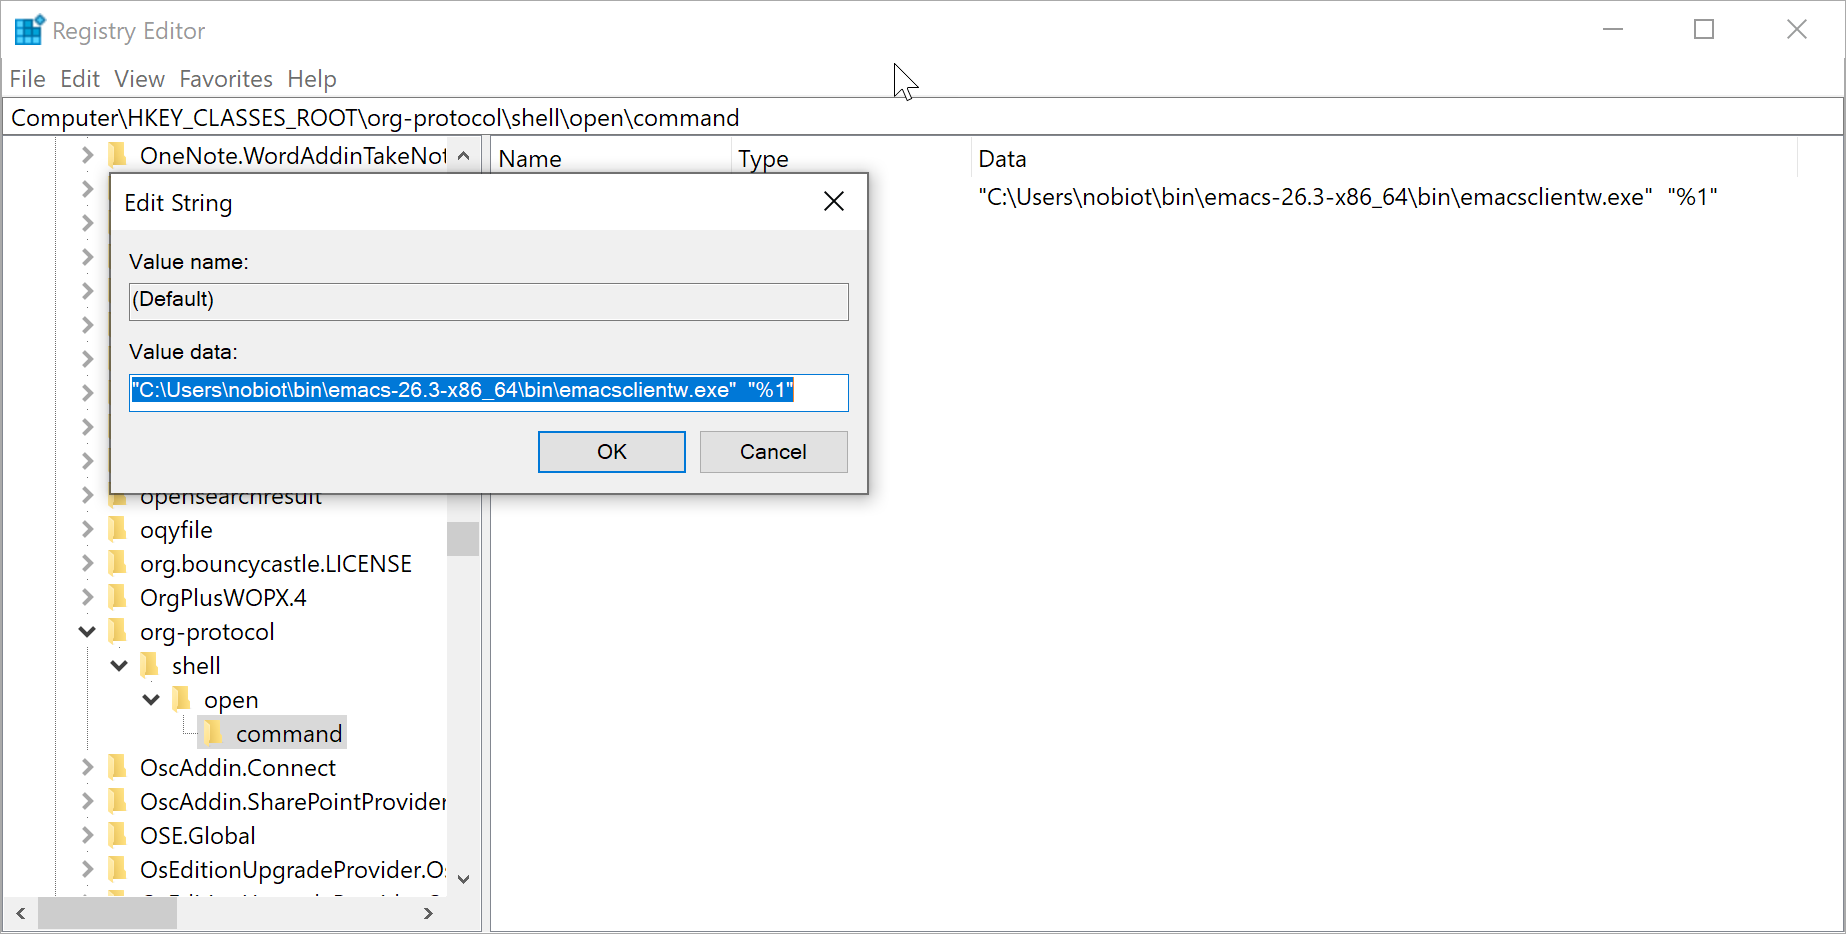 Registry Editor
File Edit View Favorites Help
Computer\HKEY_CLASSES_ROOT\org-protocol\shell\open\command
OneNote.WordAddinTakeNot
Name Type Data
"C:\Users\nobiot\bin\emacs-26.3-x86_64\bin\emacsclientw.exe"  "%1"
Edit String
Value name:
(Default)
Value data:
"C:\Users\nobiot\bin\emacs-26.3-x86_64\bin\emacsclientw.exe"  "%1"
OK Cancel
opensearchresult
oqyfile
org.bouncycastle.LICENSE
OrgPlusWOPX.4
org-protocol
shell
open
command
OscAddin.Connect
OscAddin.SharePointProvider
OSE.Global
OsEditionUpgradeProvider.Os